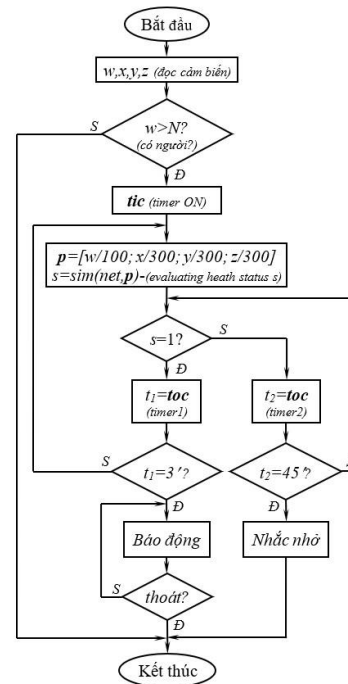 Bắt đầu
w,x,y,z (đọc cảm biến)
S
w>N?
(có người?)
Đ
tic (timer ON)
p=[w/100; x/300; y/300; z/300]
s=sim(net,p)-(evaluating heath status s)
s=1?
S
Đ
t1=toc
(timer1)
t2=toc
(timer2)
S
t1=3'?
t2=45'?
Đ
Đ
Báo động
Nhắc nhở
S
thoát?
Đ
Kết thúc